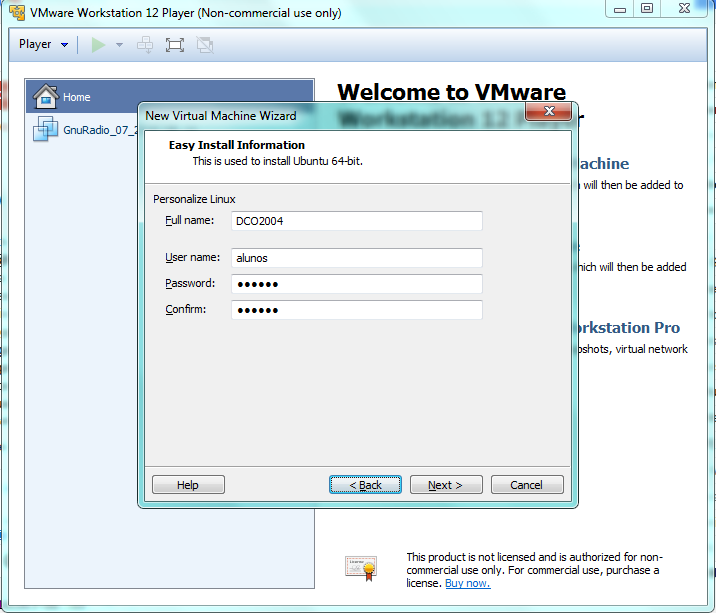 VMware Workstation 12 Player (Non-commercial use only)
Player
Home
Welcome to VMware
Workstation 12 Player
GnuRadio_07_2
New Virtual Machine Wizard
Easy Install Information
This is used to install Ubuntu 64-bit.
achine
will then be added to
Personalize Linux
Full name: DCO2004
User name: alunos
hich will then be added
Password: ●●●●●●
Confirm: ●●●●●●
rkstation Pro
pshots, virtual network
Help
< Back
Next >
Cancel
This product is not licensed and is authorized for non-
commercial use only. For commercial use, purchase a
license. Buy now.